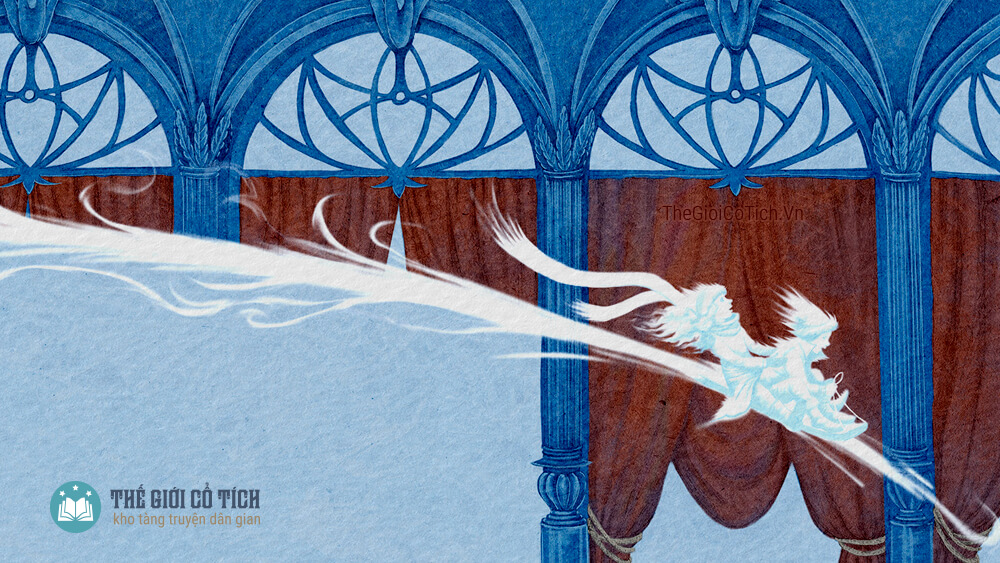 TheGioiCoTich.Vn
THẾ GIỚI CỔ TÍCH
kho tàng truyện dân gian